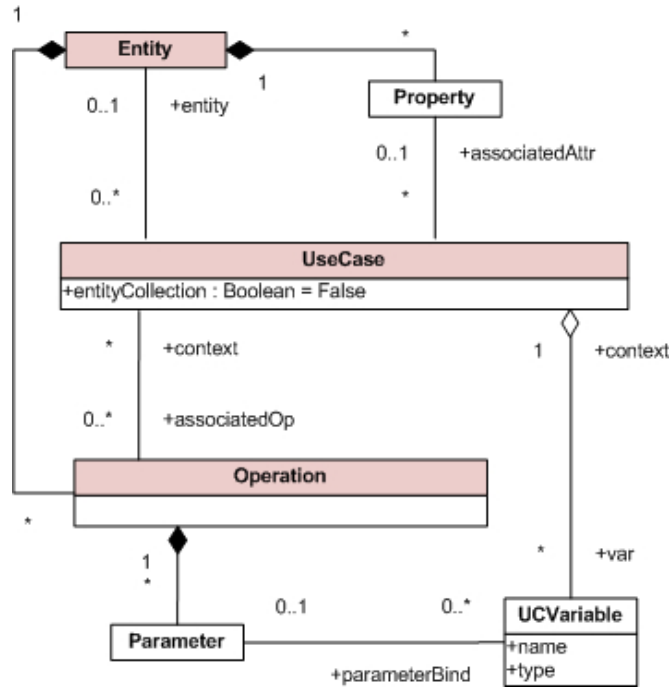 1
Entity
*
1
0..1
+entity
Property
0..1
+associatedAttr
0..*
*
UseCase
+entityCollection : Boolean = False
*
+context
1
+context
0..*
+associatedOp
Operation
*
1
*
*
+var
0..1
0..*
UCVariable
Parameter
+name
+parameterBind
+type